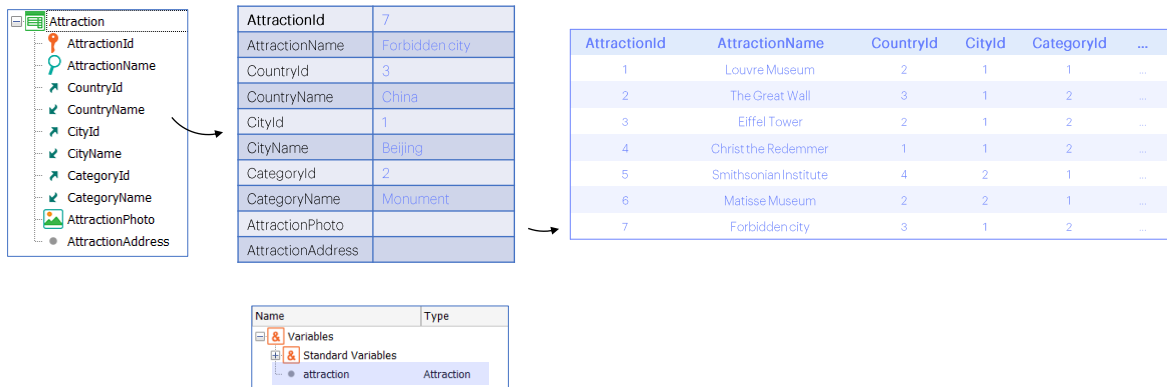 Attraction
AttractionId
AttractionName
CountryId
CountryName
CityId
CityName
CategoryId
CategoryName
AttractionPhoto
AttractionAddress
AttractionId 7
AttractionName Forbidden city
CountryId 3
CountryName China
CityId 1
CityName Beijing
CategoryId 2
CategoryName Monument
AttractionPhoto
AttractionAddress
AttractionId AttractionName CountryId CityId CategoryId ...
1 Louvre Museum 2 1 1 ...
2 The Great Wall 3 1 2 ...
3 Eiffel Tower 2 1 2 ...
4 Christ the Redemmer 1 1 2 ...
5 Smithsonian Institute 4 2 1 ...
6 Matisse Museum 2 2 1 ...
7 Forbidden city 3 1 2 ...
Name Type
& Variables
& Standard Variables
attraction Attraction